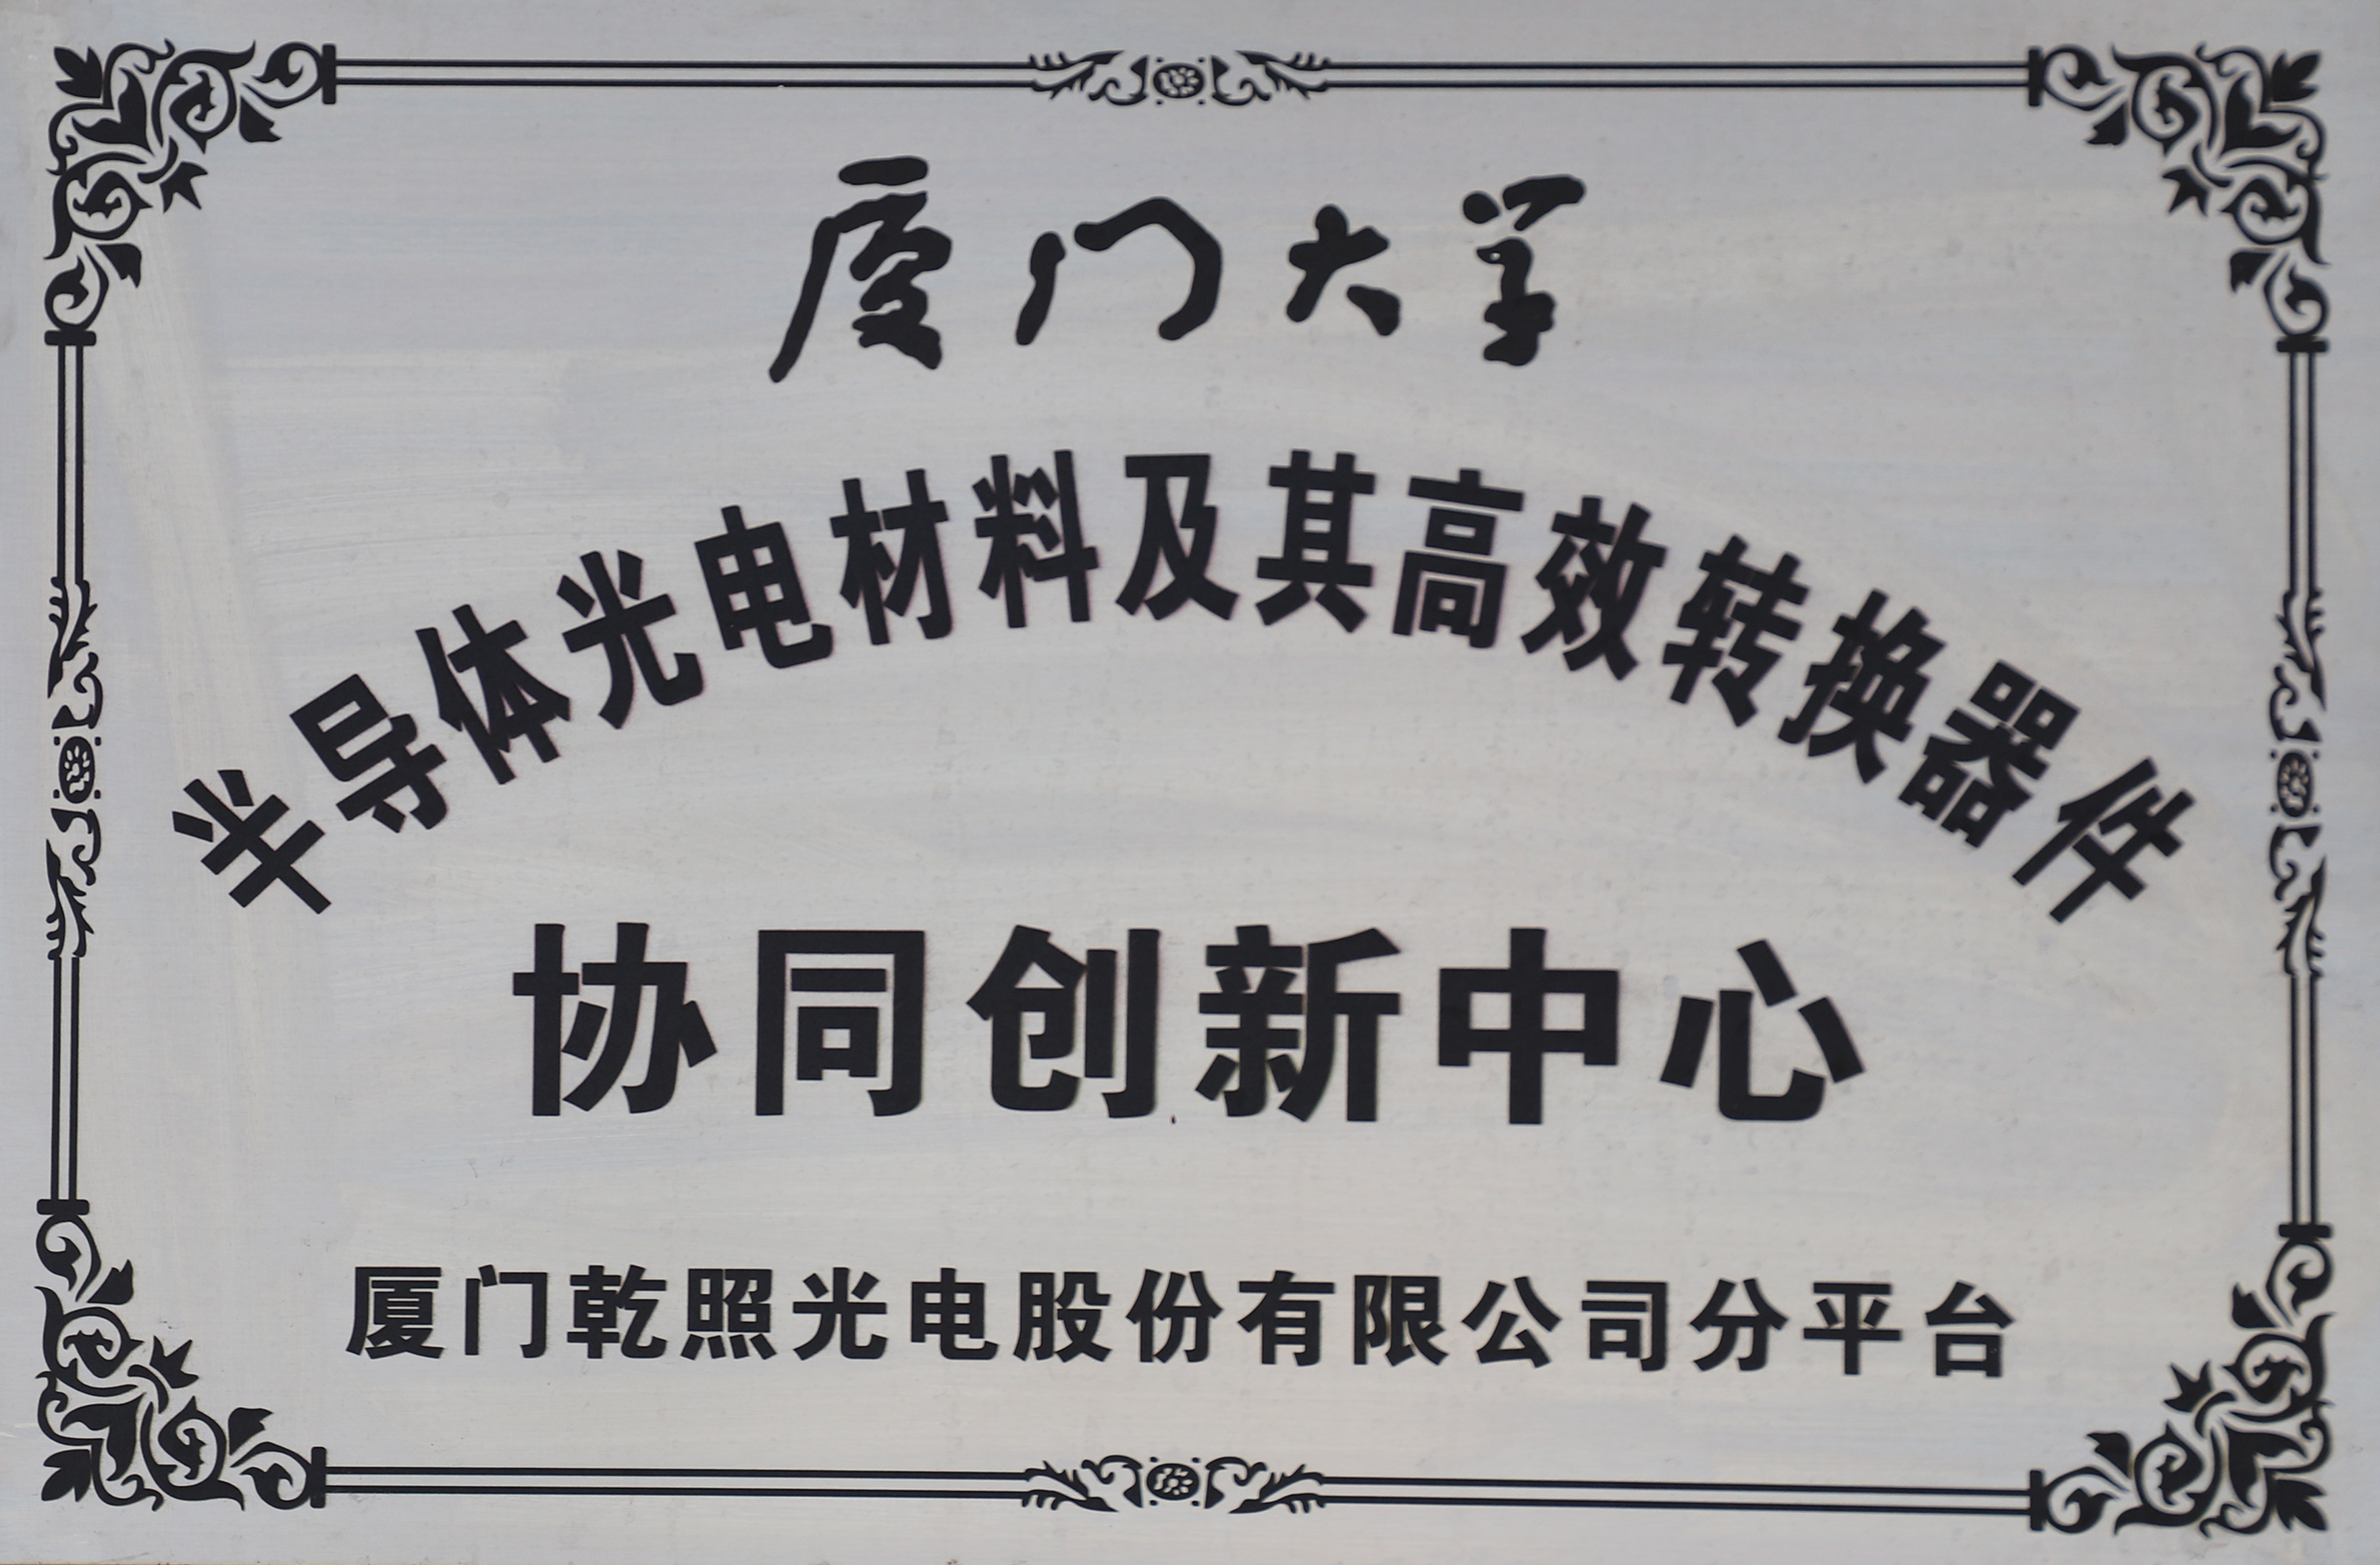 厦门大学
半导体光电材料及其高效转换器件
协同创新中心
厦门乾照光电股份有限公司分平台